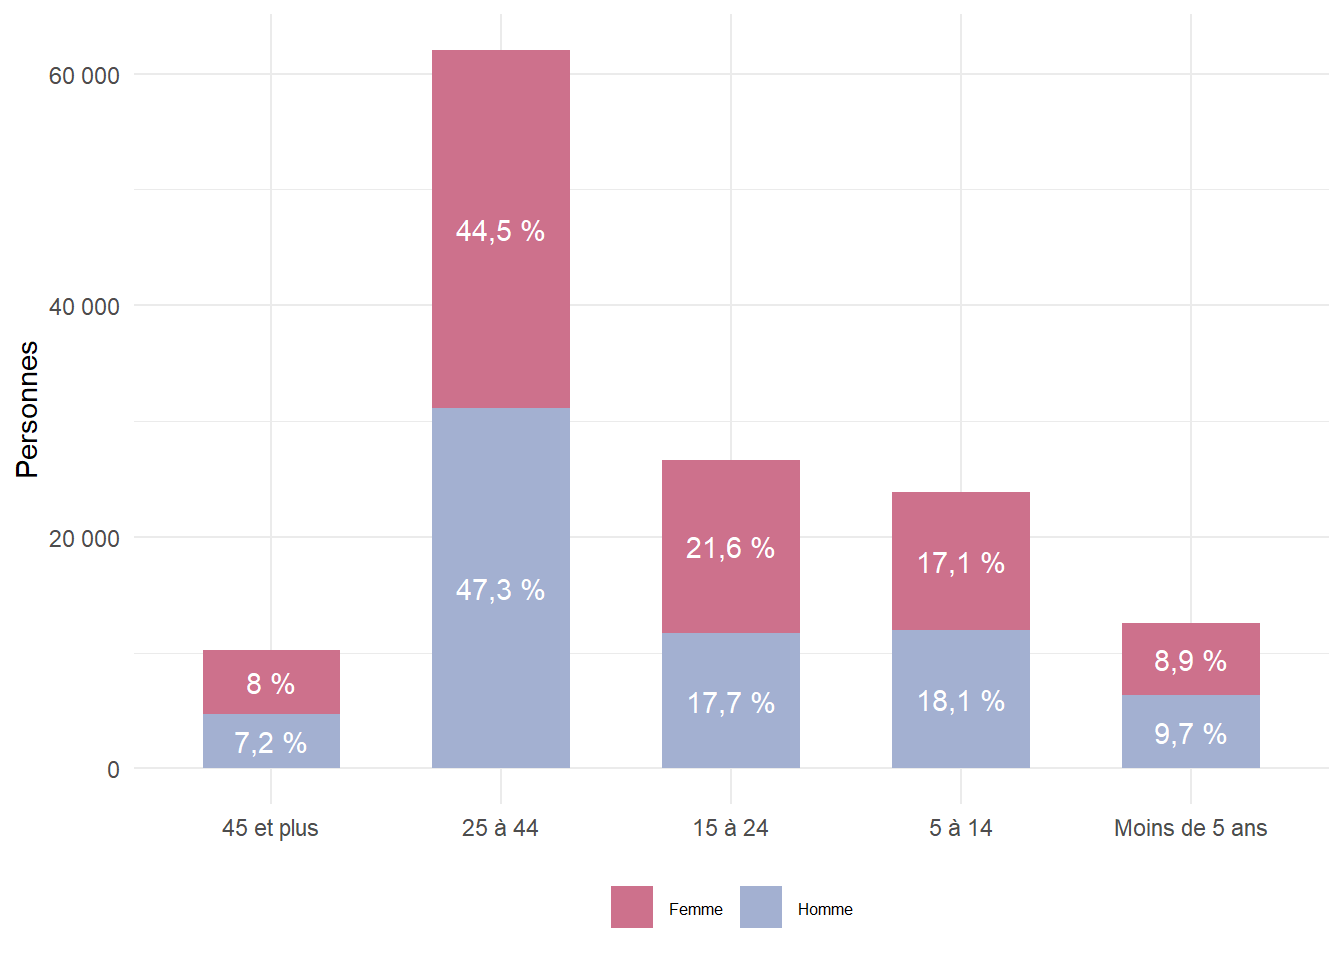 60 000
40 000
20 000
0
Personnes
44,5 %
47,3 %
21,6 %
17,7 %
17,1 %
18,1 %
8 %
7,2 %
8,9 %
9,7 %
45 et plus
25 à 44
15 à 24
5 à 14
Moins de 5 ans
Femme
Homme